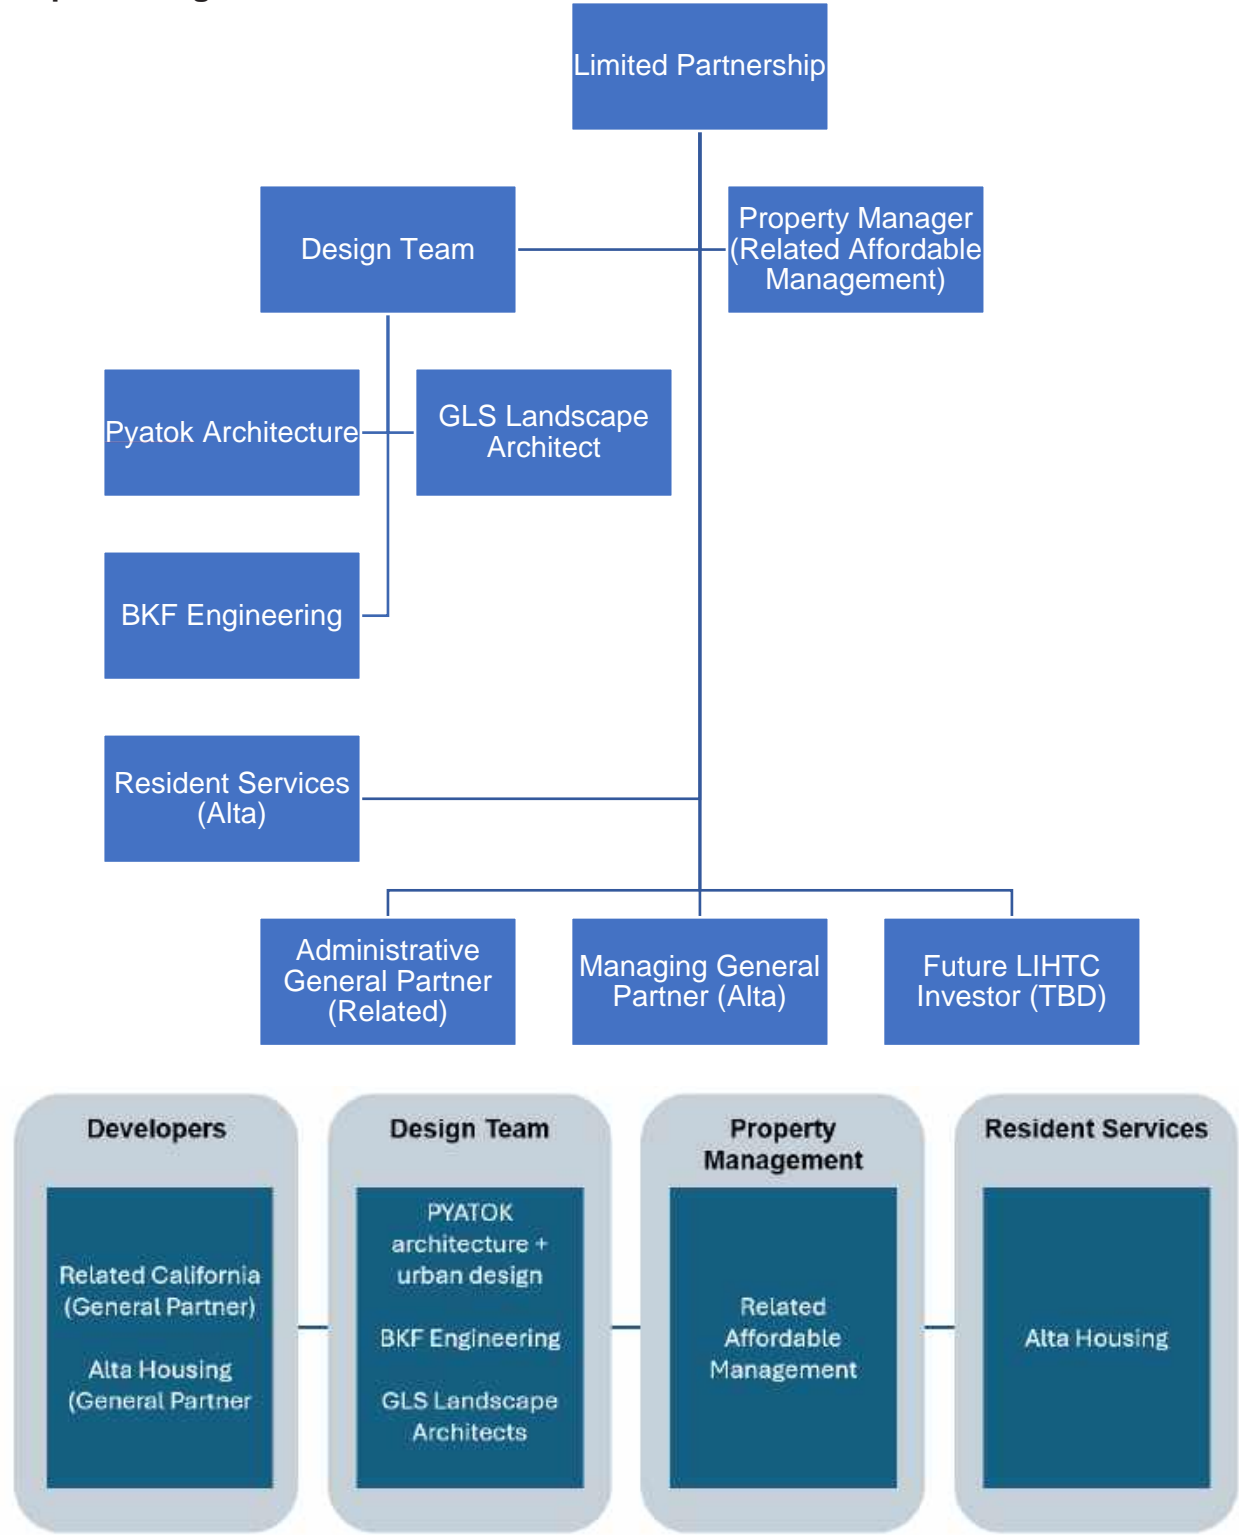 Limited Partnership
Design Team
Property Manager
(Related Affordable
Management)
Pyatok Architecture
GLS Landscape
Architect
BKF Engineering
Resident Services
(Alta)
Administrative
General Partner
(Related)
Managing General
Partner (Alta)
Future LIHTC
Investor (TBD)
Developers
Related California
(General Partner)
Alta Housing
(General Partner
Design Team
PYATOK
architecture +
urban design
BKF Engineering
GLS Landscape
Architects
Property
Management
Related
Affordable
Management
Resident Services
Alta Housing